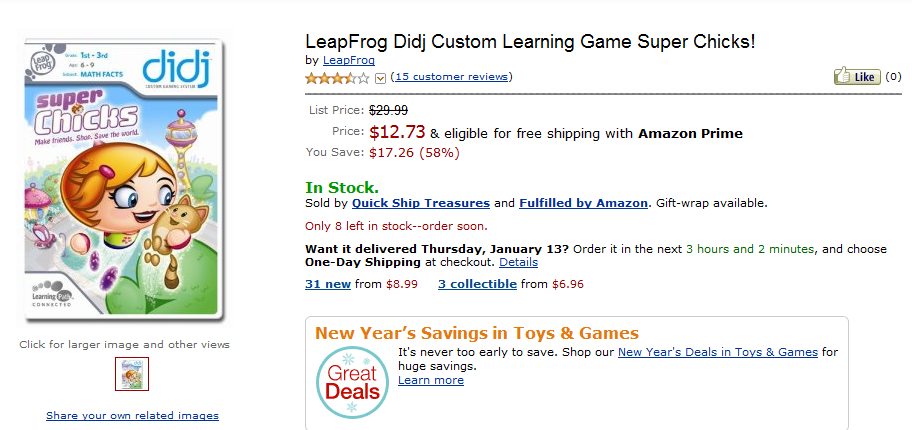 LeapFrog Didj Custom Learning Game Super Chicks!
by LeapFrog
(15 customer reviews)
Like (0)
List Price: $29.99
Price: $12.73 & eligible for free shipping with Amazon Prime
You Save: $17.26 (58%)
In Stock.
Sold by Quick Ship Treasures and Fulfilled by Amazon. Gift-wrap available.
Only 8 left in stock--order soon.
Want it delivered Thursday, January 13? Order it in the next 3 hours and 2 minutes, and choose
One-Day Shipping at checkout. Details
31 new from $8.99 3 collectible from $6.96
New Year's Savings in Toys & Games
Great
Deals
It's never too early to save. Shop our New Year's Deals in Toys & Games for
huge savings.
Learn more
Leap
Frog
Grade: 1st - 3rd
Age: 6 - 9
Subject: MATH FACTS
didj
CUSTOM GAMING SYSTEM
super
chicks
Make friends. Shop. Save the world.
Learning Path
CONNECTED
Click for larger image and other views
Share your own related images